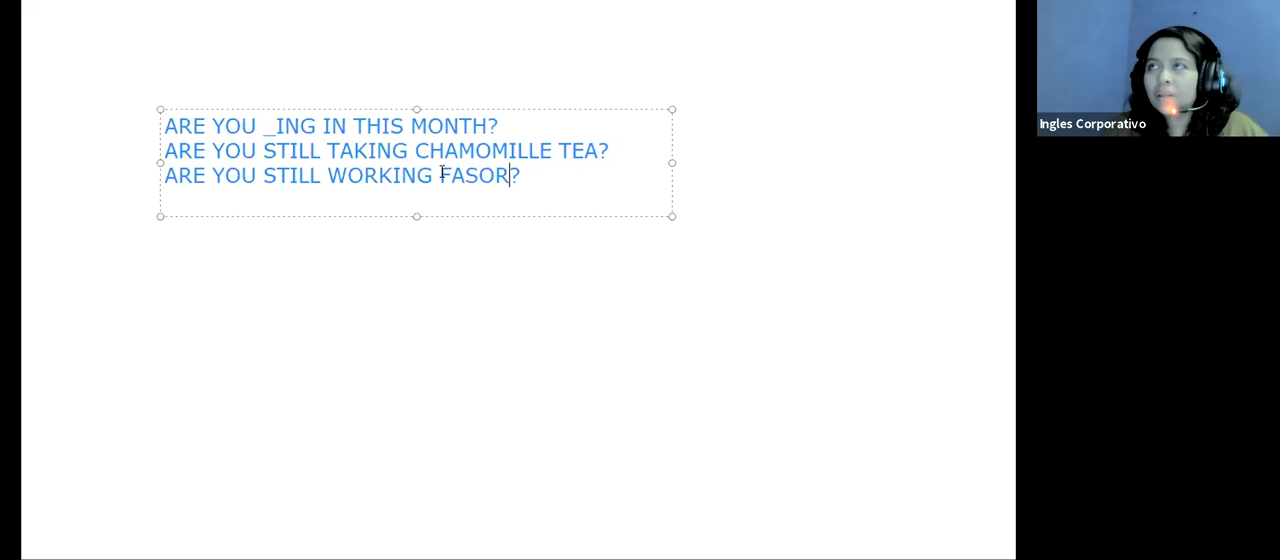 ARE YOU _ING IN THIS MONTH?
ARE YOU STILL TAKING CHAMOMILLE TEA?
ARE YOU STILL WORKING FASOR?
Ingles Corporativo